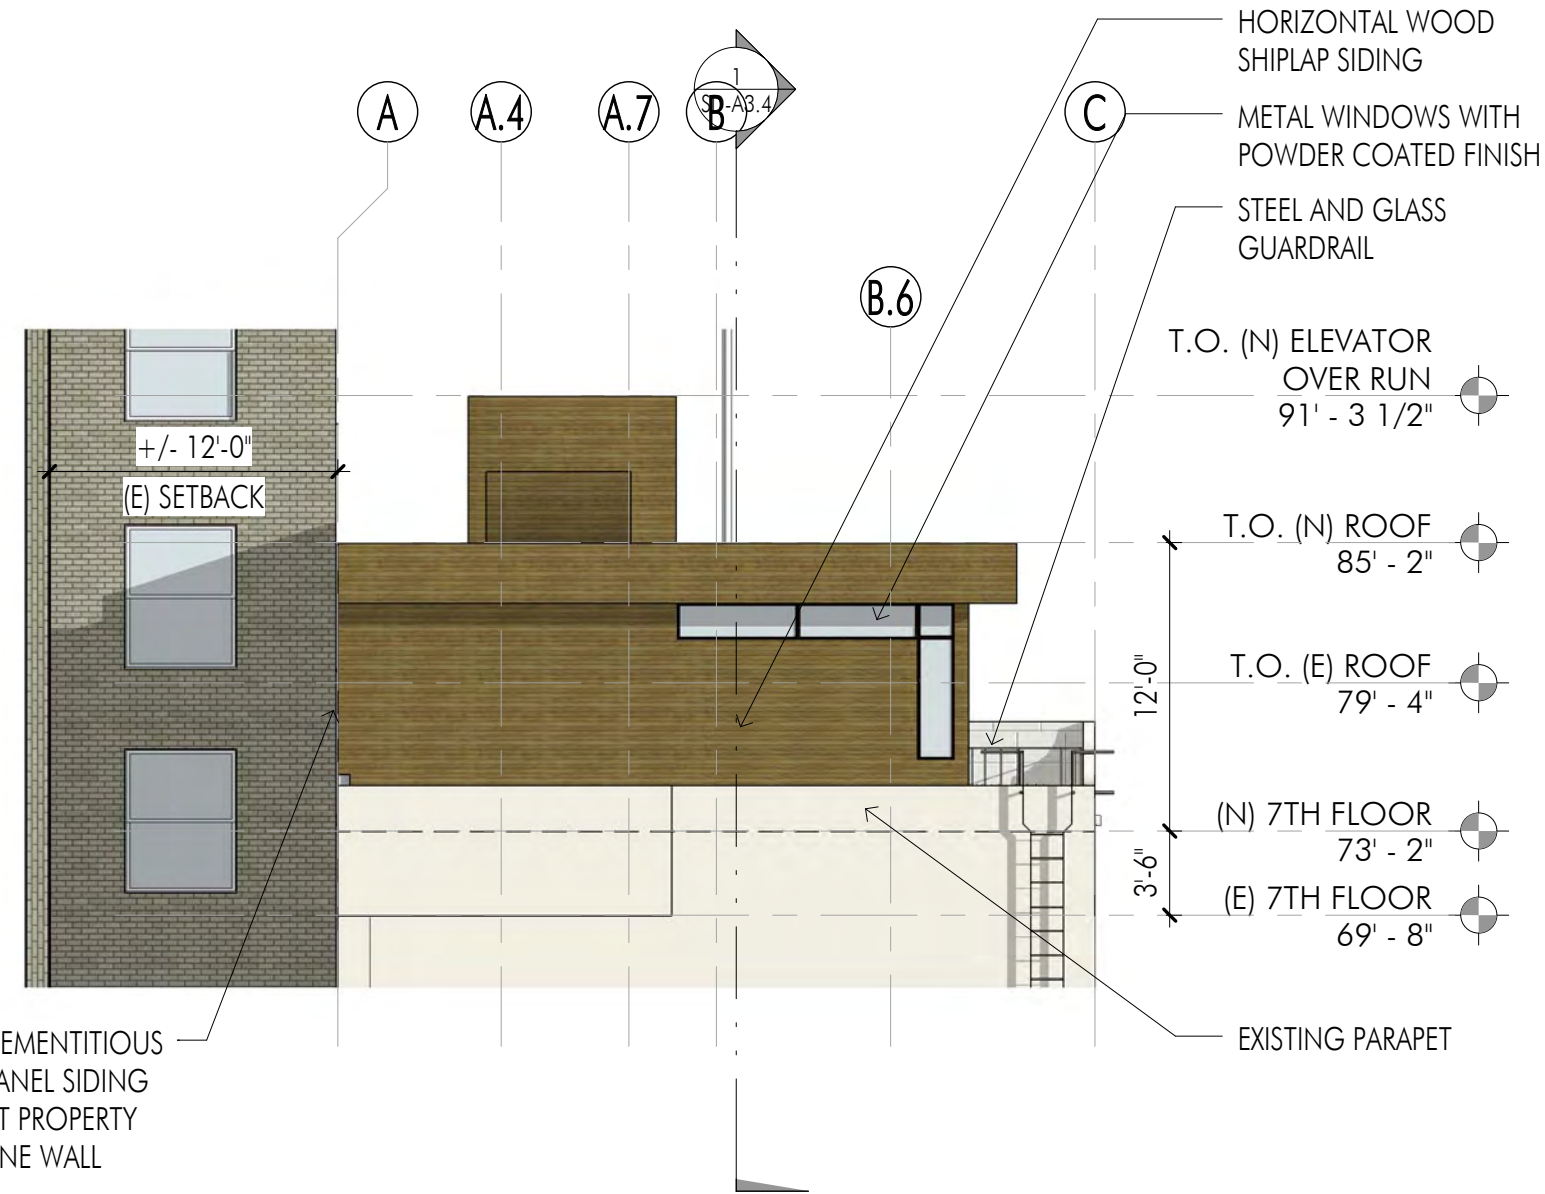 HORIZONTAL WOOD
SHIPLAP SIDING
METAL WINDOWS WITH
POWDER COATED FINISH
STEEL AND GLASS
GUARDRAIL
1
-A3.4
A
A.4
A.7
B
C
B.6
T.O. (N) ELEVATOR
OVER RUN
91' - 3 1/2"
+/- 12'-0"
(E) SETBACK
T.O. (N) ROOF
85' - 2"
T.O. (E) ROOF
79' - 4"
12'-0"
(N) 7TH FLOOR
73' - 2"
3'-6"
(E) 7TH FLOOR
69' - 8"
EMENTITIOUS
ANEL SIDING
T PROPERTY
NE WALL
EXISTING PARAPET